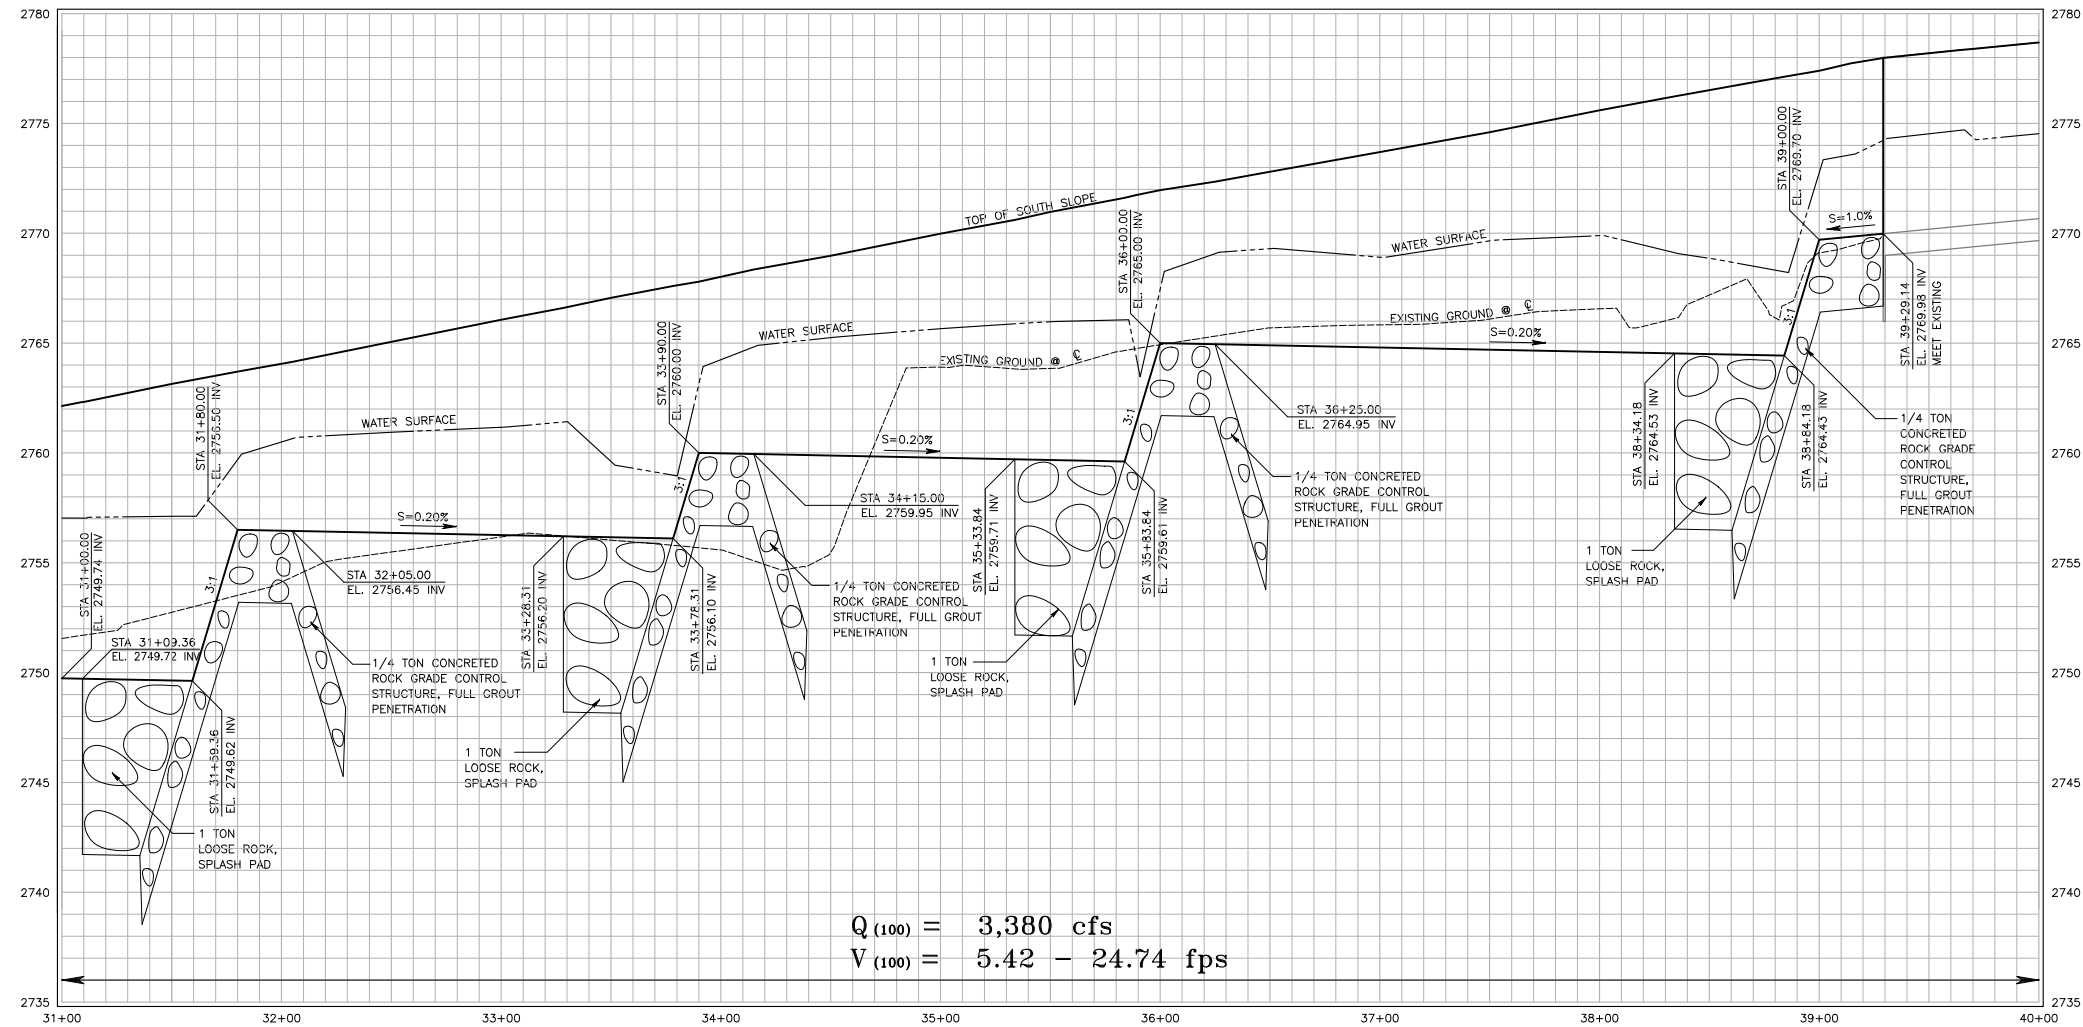 2780
2780
2775
2775
2770
2770
2765
2765
2760
2760
2755
2755
2750
2750
2745
2745
2740
2740
2735
2735
31+00
32+00
33+00
34+00
35+00
36+00
37+00
38+00
39+00
40+00
TOP OF SOUTH SLOPE
WATER SURFACE
WATER SURFACE
WATER SURFACE
EXISTING GROUND @ ℄
EXISTING GROUND @ ℄
S=0.20%
S=0.20%
S=0.20%
S=1.0%
3:1
3:1
3:1
3:1
STA 31+00.00
EL. 2749.74 INV
STA 31+09.36
EL. 2749.72 INV
STA 31+59.36
EL. 2749.62 INV
STA 31+80.00
EL. 2756.50 INV
STA 32+05.00
EL. 2756.45 INV
STA 33+28.31
EL. 2756.20 INV
STA 33+78.31
EL. 2756.10 INV
STA 33+90.00
EL. 2760.00 INV
STA 34+15.00
EL. 2759.95 INV
STA 35+33.84
EL. 2759.71 INV
STA 35+83.84
EL. 2759.61 INV
STA 36+00.00
EL. 2765.00 INV
STA 36+25.00
EL. 2764.95 INV
STA 38+34.18
EL. 2764.53 INV
STA 38+84.18
EL. 2764.43 INV
STA 39+00.00
EL. 2769.70 INV
STA 39+29.14
EL. 2769.98 INV
MEET EXISTING
1 TON
LOOSE ROCK,
SPLASH PAD
1/4 TON CONCRETED
ROCK GRADE CONTROL
STRUCTURE, FULL GROUT
PENETRATION
1 TON
LOOSE ROCK,
SPLASH PAD
1/4 TON CONCRETED
ROCK GRADE CONTROL
STRUCTURE, FULL GROUT
PENETRATION
1 TON
LOOSE ROCK,
SPLASH PAD
1/4 TON CONCRETED
ROCK GRADE CONTROL
STRUCTURE, FULL GROUT
PENETRATION
1 TON
LOOSE ROCK,
SPLASH PAD
1/4 TON
CONCRETED
ROCK GRADE
CONTROL
STRUCTURE,
FULL GROUT
PENETRATION
Q(100) = 3,380 cfs
V(100) = 5.42 – 24.74 fps